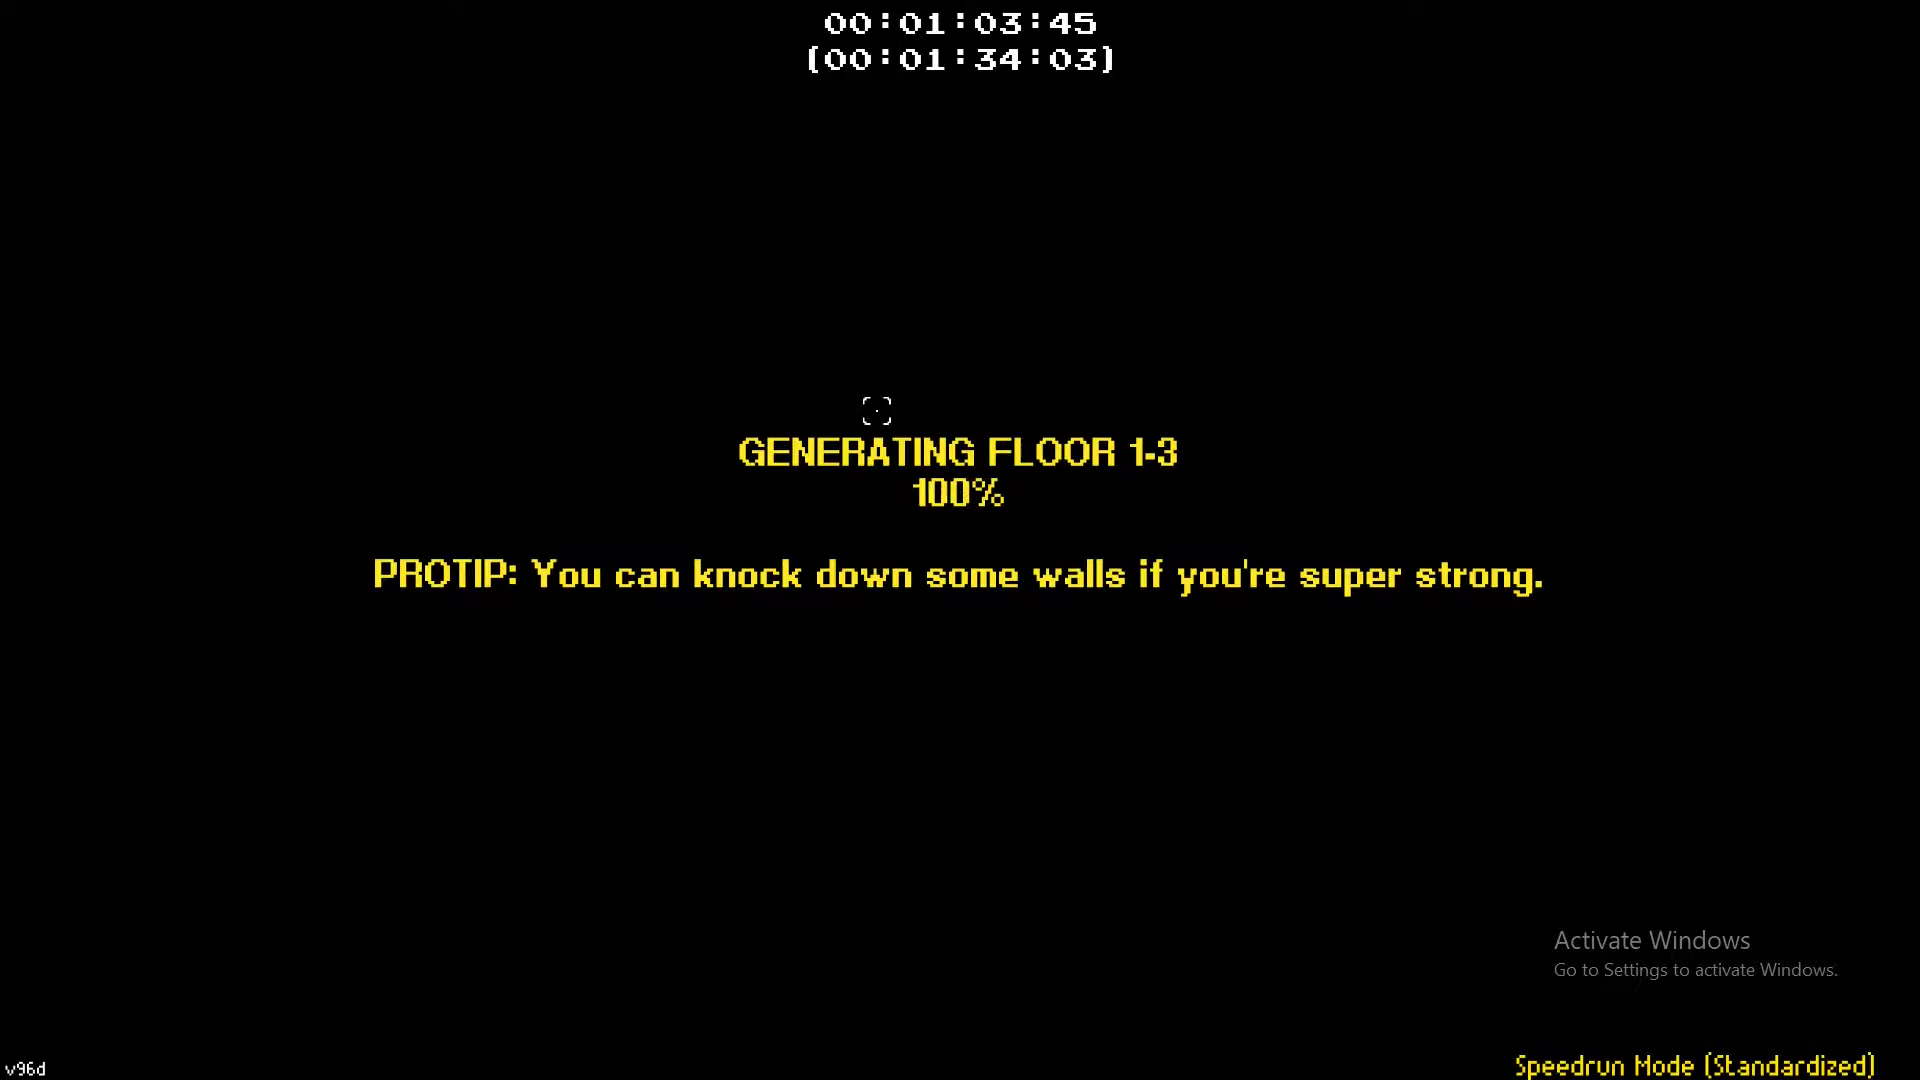 00:01:03:45
[00:01:34:03]
GENERATING FLOOR 1-3
100%
PROTIP: You can knock down some walls if you're super strong.
Activate Windows
Go to Settings to activate Windows.
v96d
Speedrun Mode (Standardized)